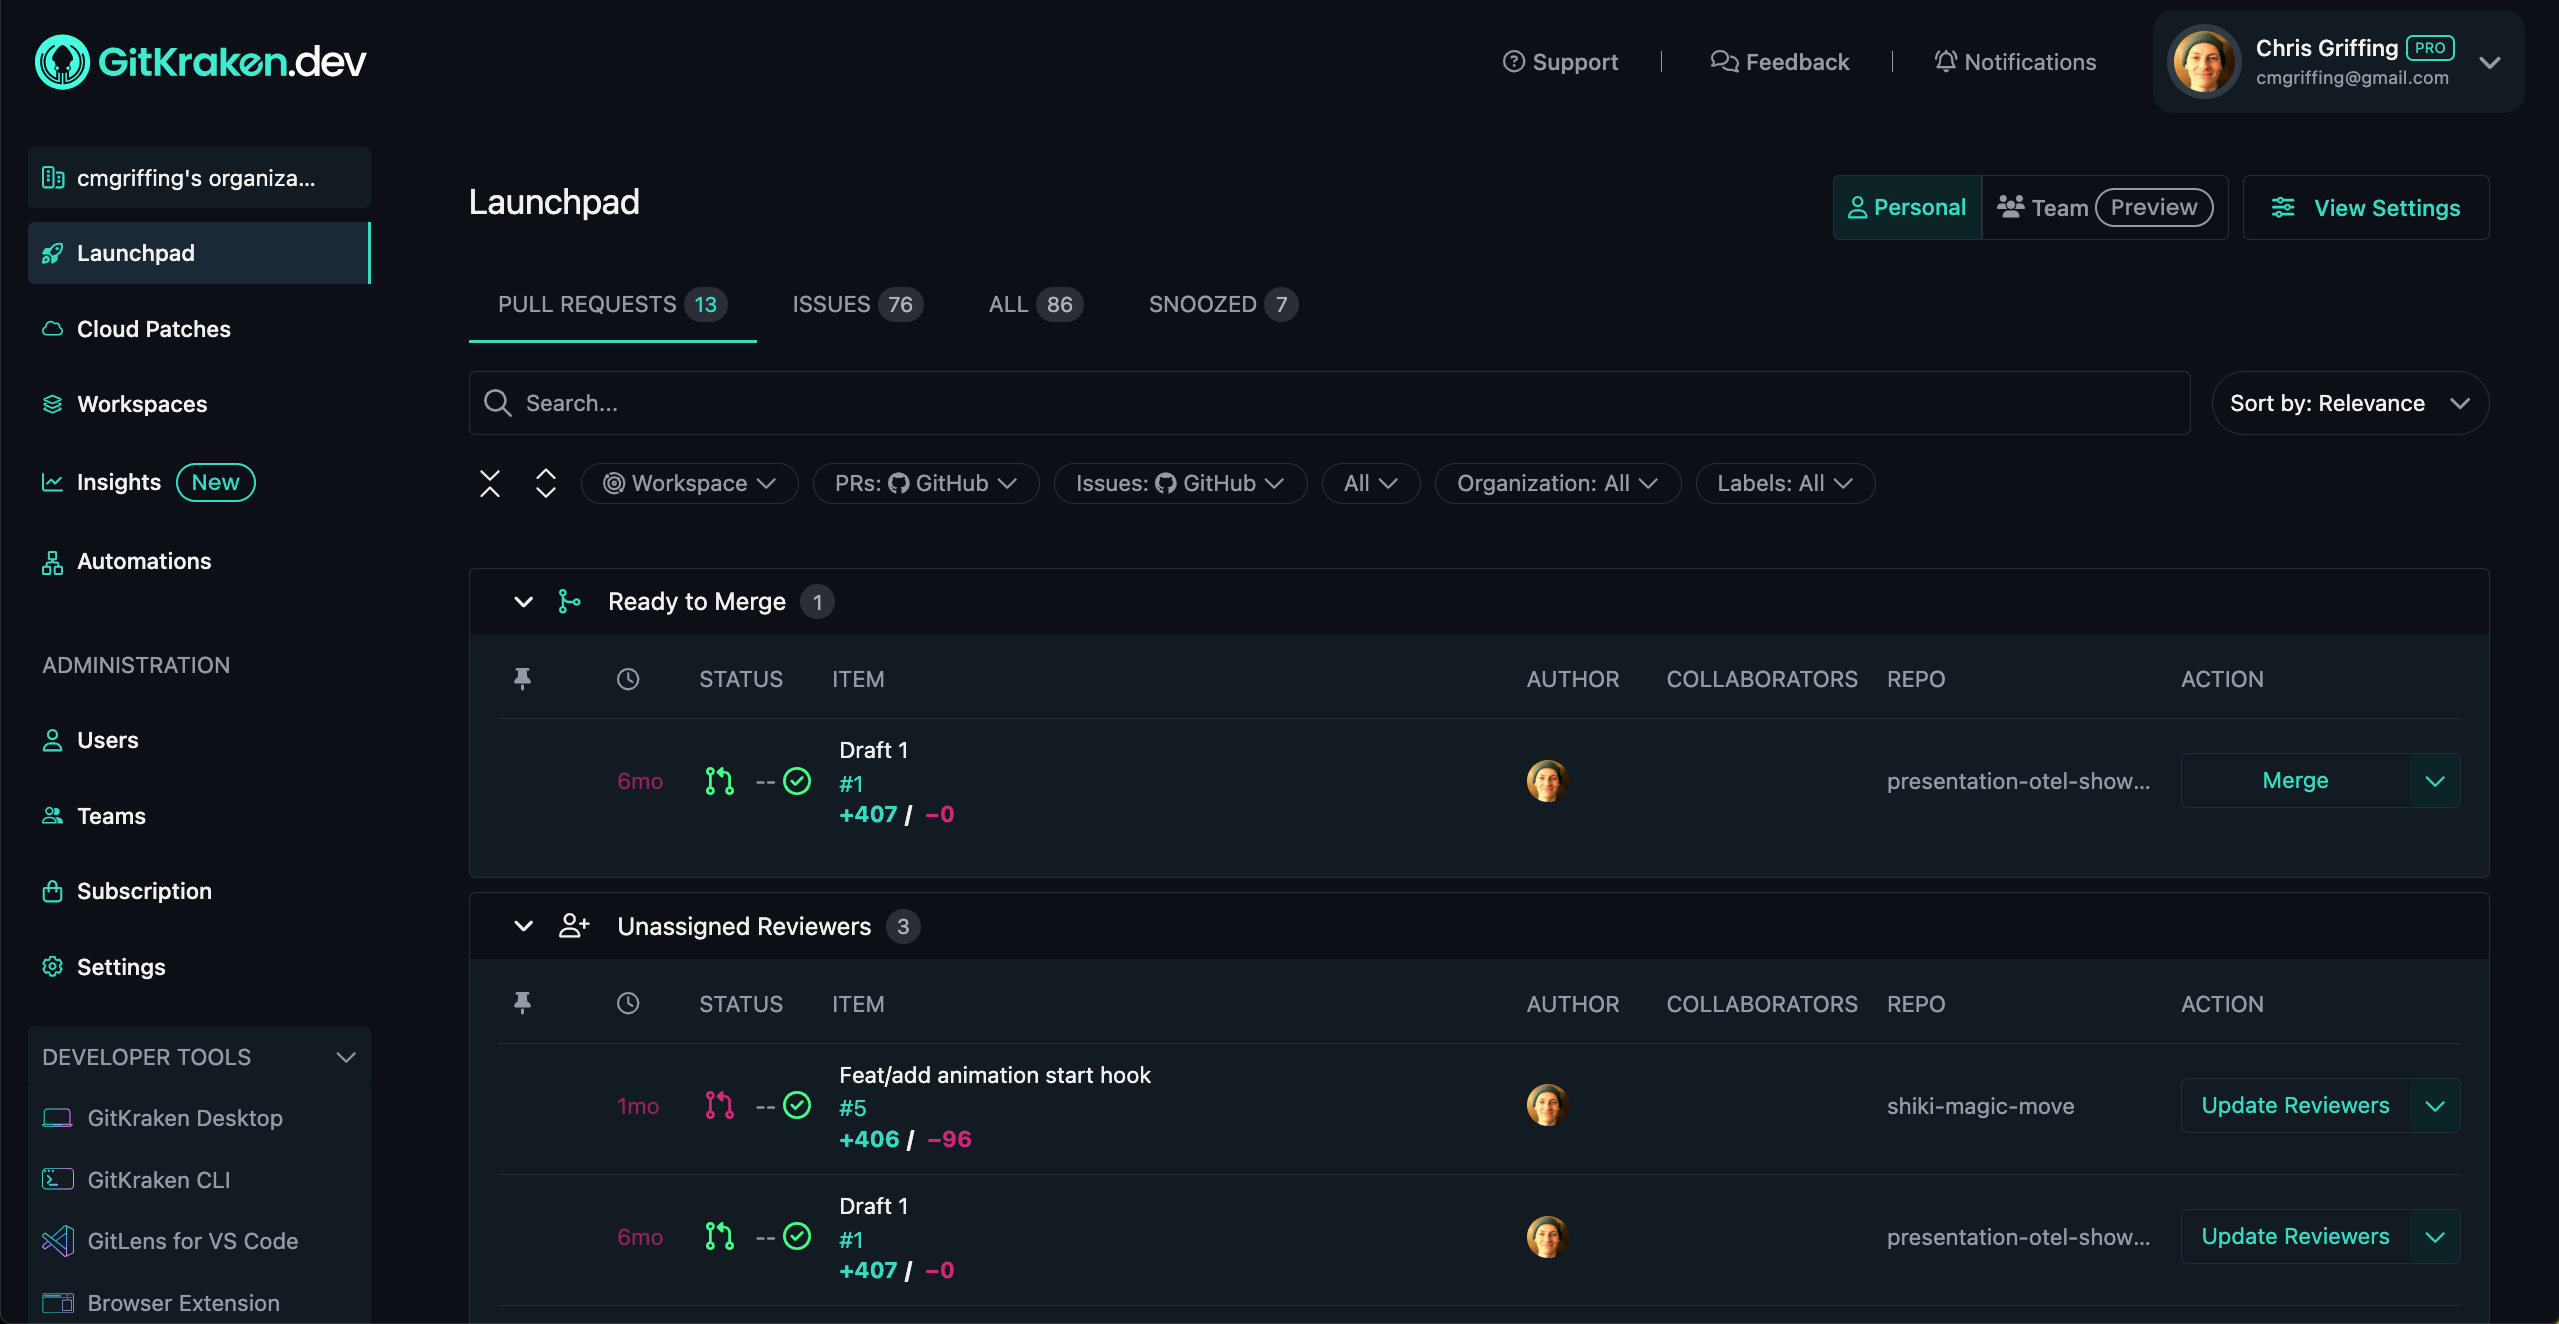 GitKraken.dev
Support
Feedback
Notifications
Chris Griffing PRO
cmgriffing@gmail.com
cmgriffing's organiza...
Launchpad
Cloud Patches
Workspaces
Insights New
Automations
ADMINISTRATION
Users
Teams
Subscription
Settings
DEVELOPER TOOLS
GitKraken Desktop
GitKraken CLI
GitLens for VS Code
Browser Extension
Launchpad
Personal
Team Preview
View Settings
PULL REQUESTS 13
ISSUES 76
ALL 86
SNOOZED 7
Search...
Sort by: Relevance
Workspace
PRs: GitHub
Issues: GitHub
All
Organization: All
Labels: All
Ready to Merge 1
STATUS ITEM AUTHOR COLLABORATORS REPO ACTION
Draft 1
6mo -- #1 presentation-otel-show... Merge
+407 / −0
Unassigned Reviewers 3
STATUS ITEM AUTHOR COLLABORATORS REPO ACTION
Feat/add animation start hook
1mo -- #5 shiki-magic-move Update Reviewers
+406 / −96
Draft 1
6mo -- #1 presentation-otel-show... Update Reviewers
+407 / −0